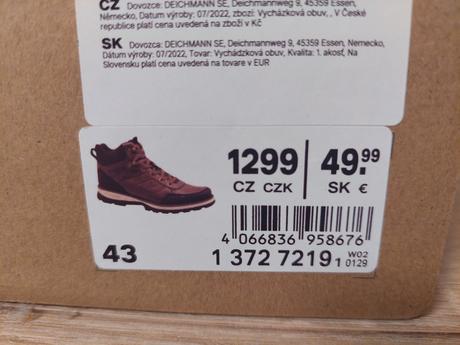 CZ Dovozce: DEICHMANN SE, Deichmannweg 9, 45359 Essen,
Německo, Datum výroby: 07/2022, zboží: Vycházková obuv, , V České
republice platí cena uvedená na zboží v Kč
SK Dovozca: DEICHMANN SE, Deichmannweg 9, 45359 Essen, Nemecko,
Dátum výroby: 07/2022, Tovar: Vychádzková obuv, Kvalita: 1. akosť, Na
Slovensku platí cena uvedená na tovare v EUR
1299 49.99
CZ CZK SK €
4 066836 958676
43 1 372 7219 1 W02
0129